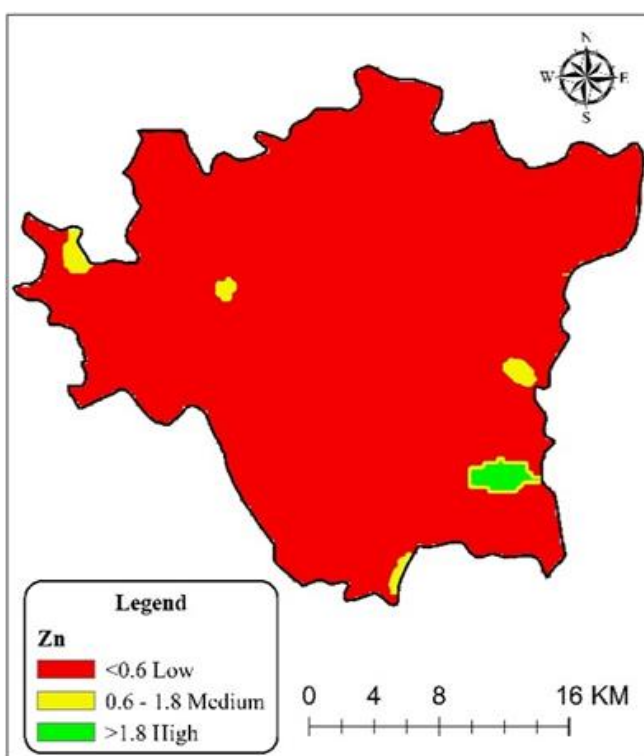 N
W E
S
Legend
Zn
<0.6 Low
0.6 - 1.8 Medium
>1.8 High
0 4 8 16 KM